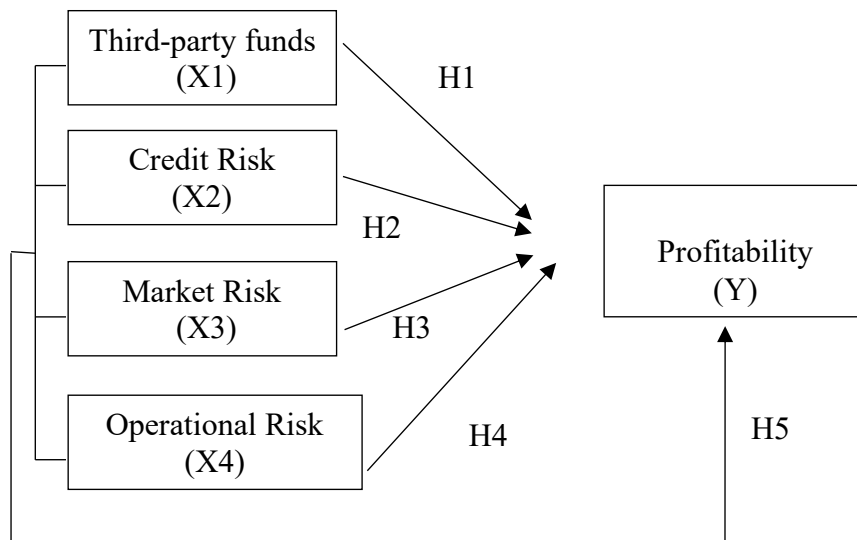 Third-party funds
(X1)
H1
Credit Risk
(X2)
H2
Market Risk
(X3)
H3
Operational Risk
(X4)
H4
Profitability
(Y)
H5